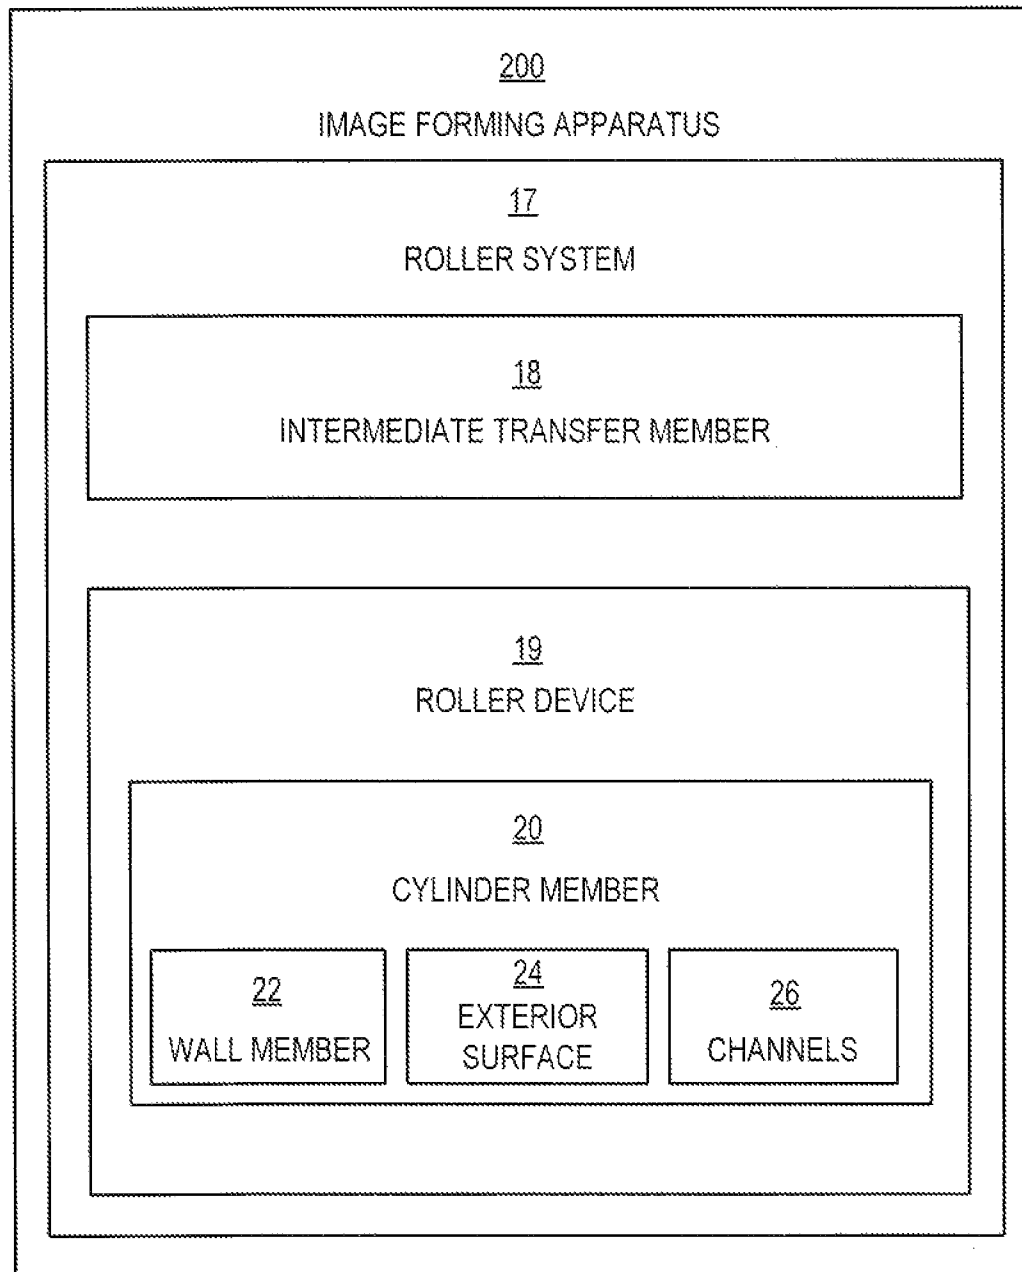 200
IMAGE FORMING APPARATUS
17
ROLLER SYSTEM
18
INTERMEDIATE TRANSFER MEMBER
19
ROLLER DEVICE
20
CYLINDER MEMBER
22
WALL MEMBER
24
EXTERIOR
SURFACE
26
CHANNELS